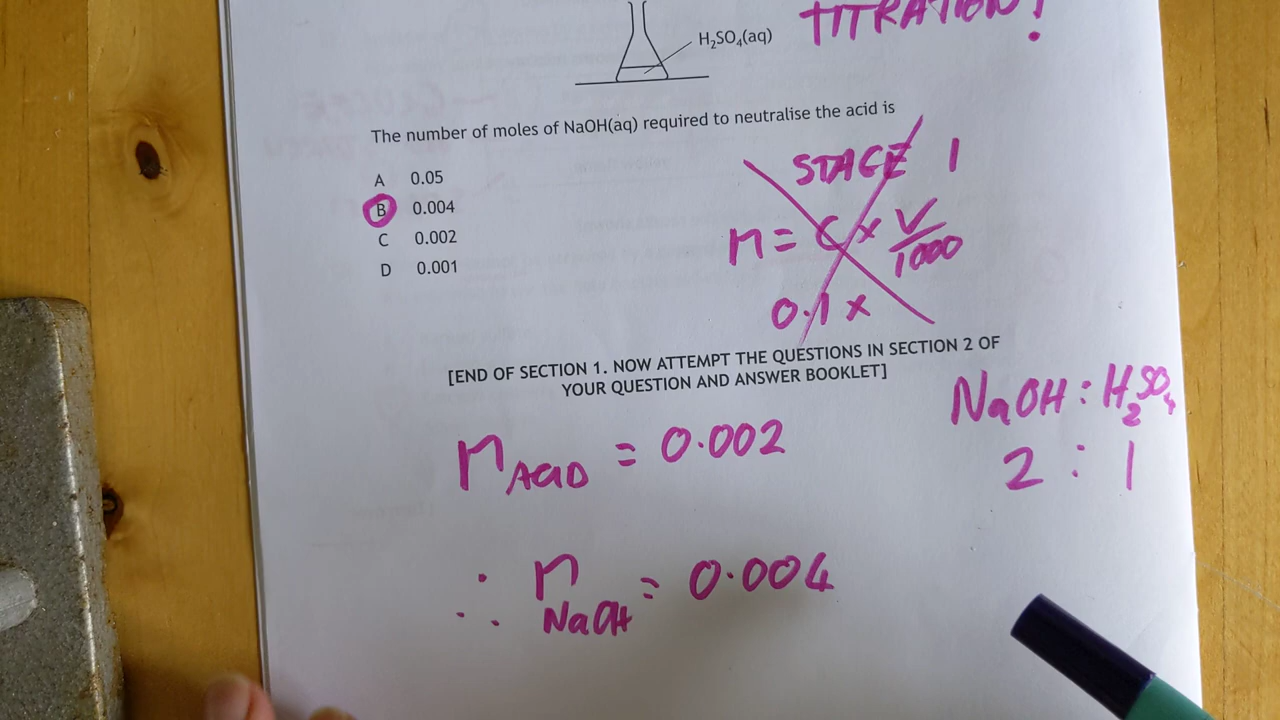 TITRATION!
H₂SO₄(aq)
The number of moles of NaOH(aq) required to neutralise the acid is
A 0.05
B 0.004
C 0.002
D 0.001
STAGE 1
n = C x V/1000
0.1 x
[END OF SECTION 1. NOW ATTEMPT THE QUESTIONS IN SECTION 2 OF
YOUR QUESTION AND ANSWER BOOKLET]
NaOH : H₂SO₄
2 : 1
n ACID = 0.002
∴ n NaOH = 0.004